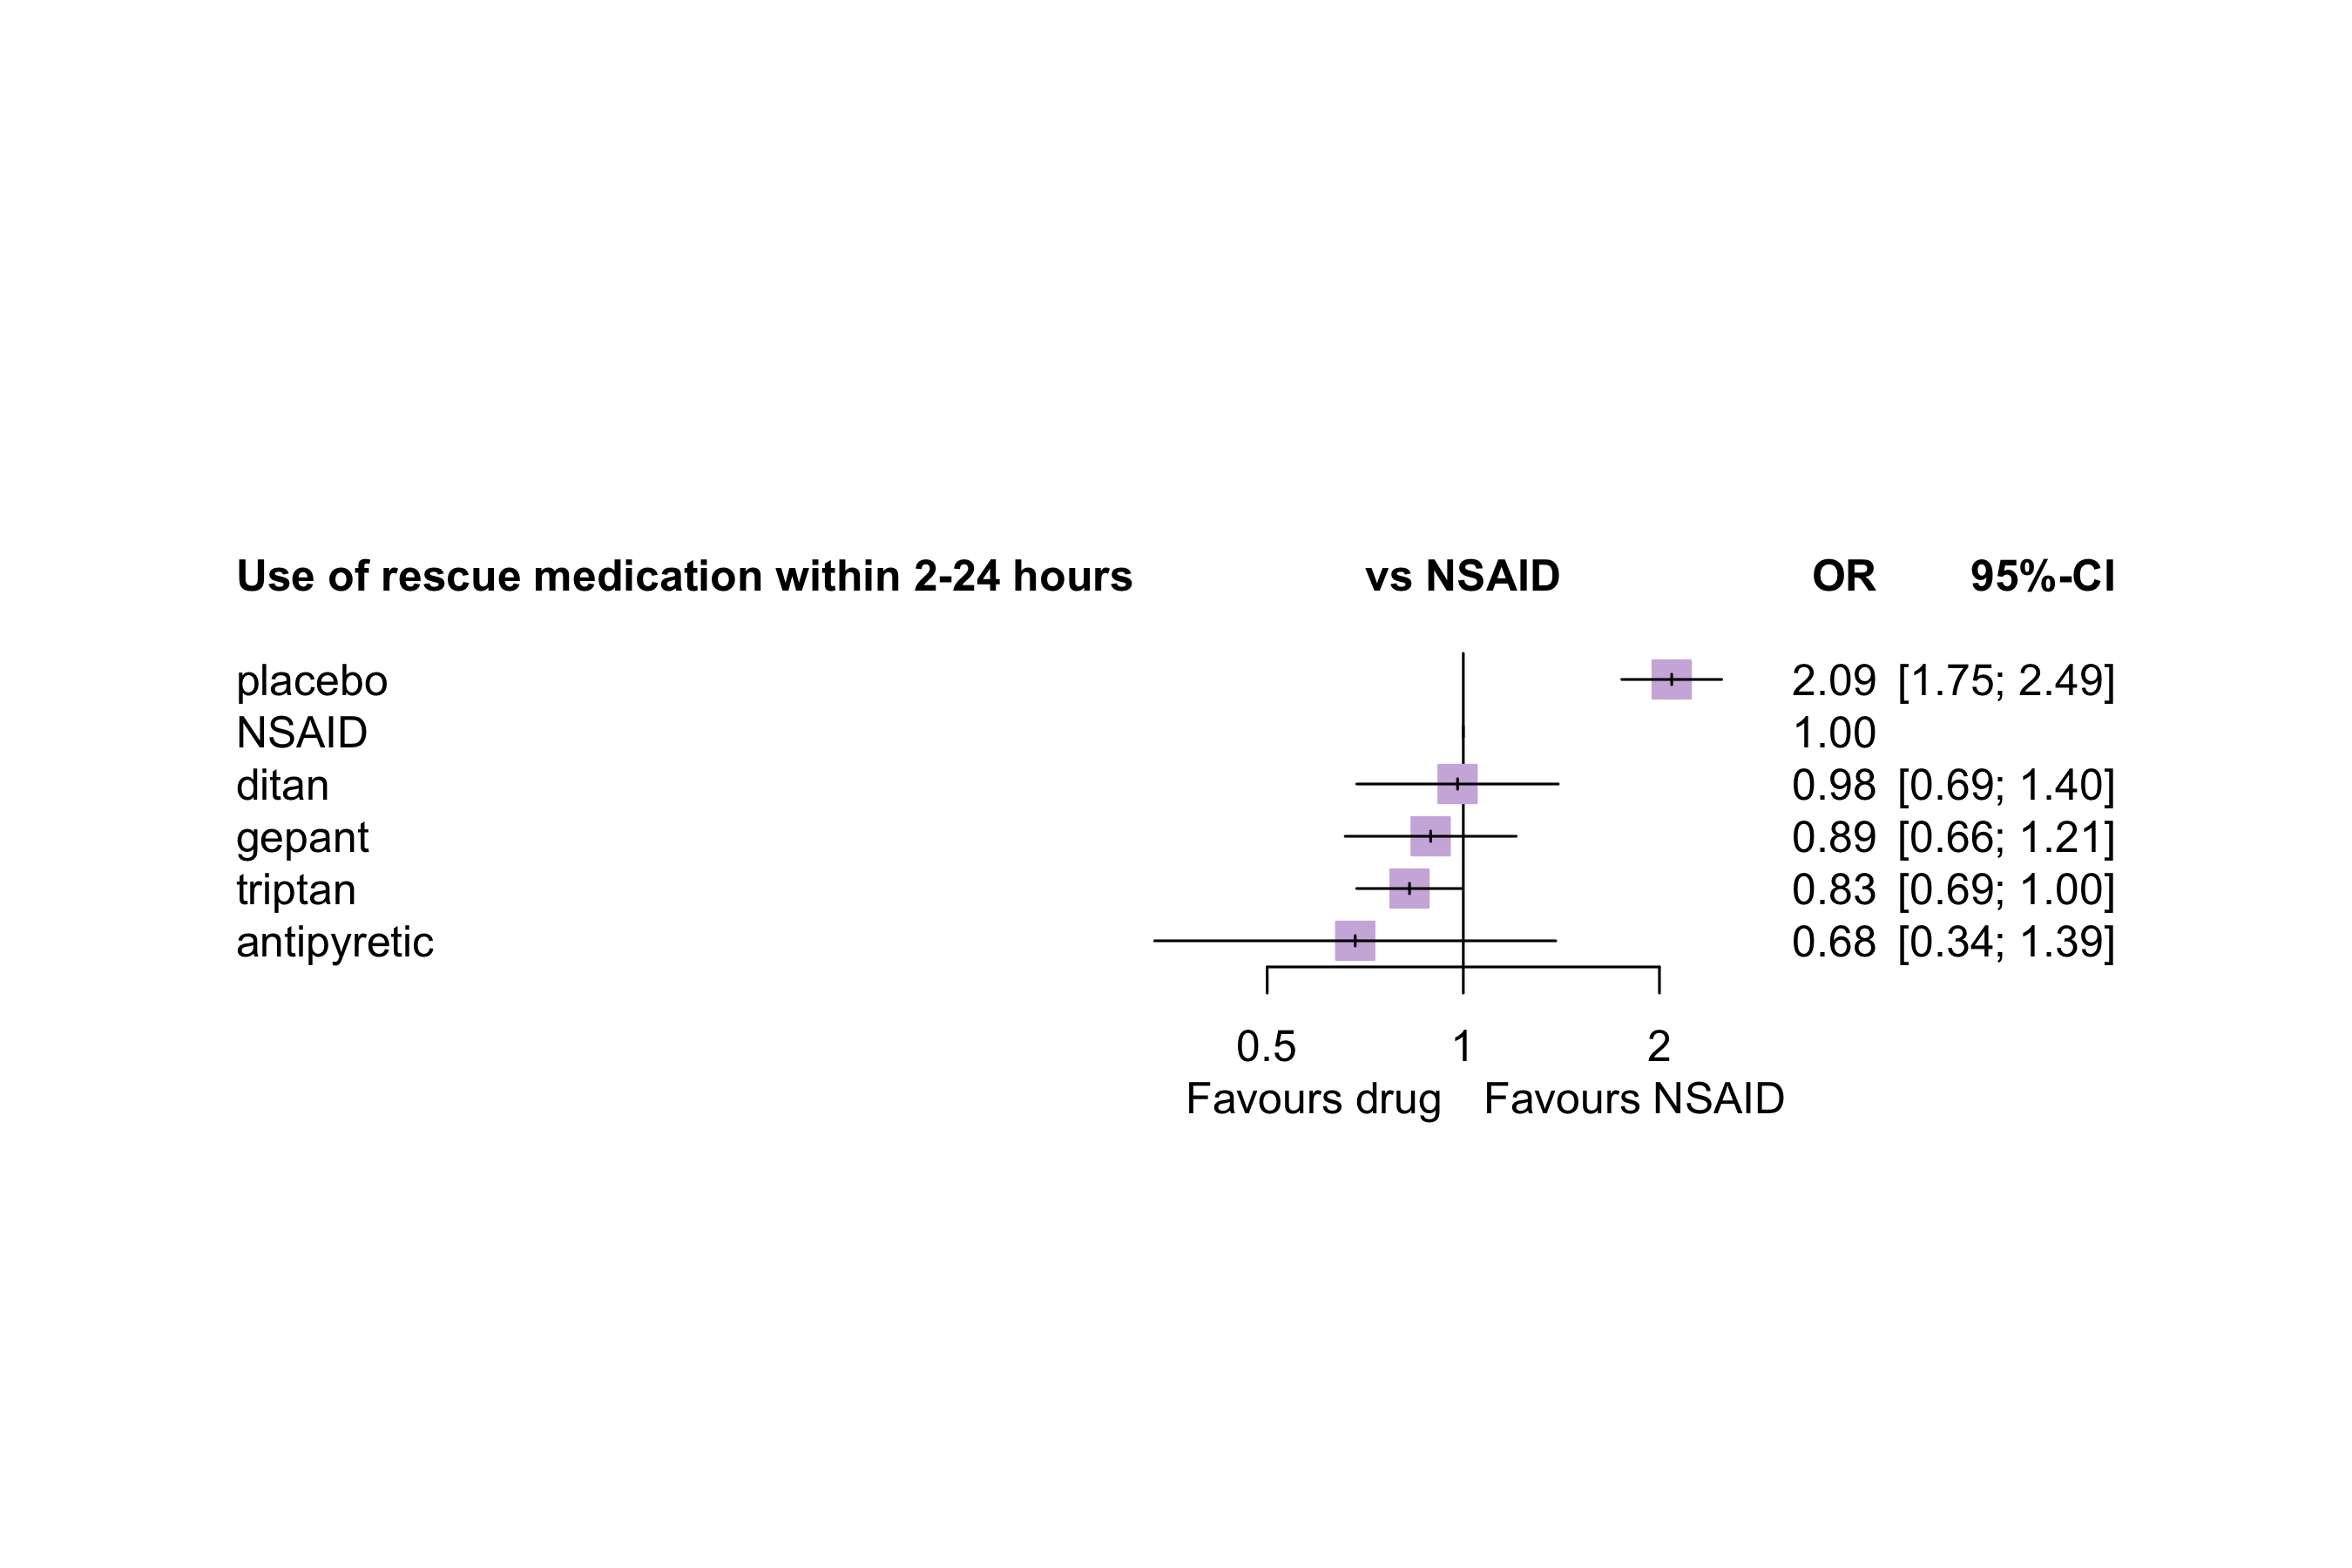 Use of rescue medication within 2-24 hours vs NSAID OR 95%-CI
placebo 2.09 [1.75; 2.49]
NSAID 1.00
ditan 0.98 [0.69; 1.40]
gepant 0.89 [0.66; 1.21]
triptan 0.83 [0.69; 1.00]
antipyretic 0.68 [0.34; 1.39]
0.5 1 2
Favours drug Favours NSAID